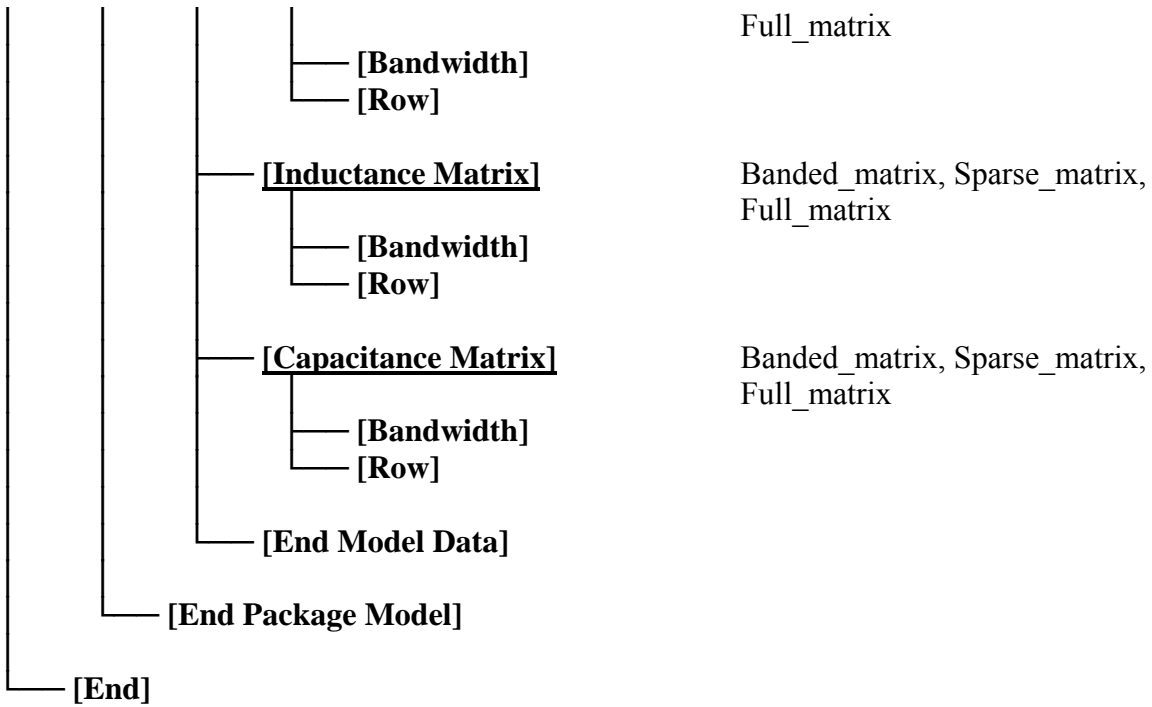 Full_matrix
[Bandwidth]
[Row]
[Inductance Matrix] Banded_matrix, Sparse_matrix,
Full_matrix
[Bandwidth]
[Row]
[Capacitance Matrix] Banded_matrix, Sparse_matrix,
Full_matrix
[Bandwidth]
[Row]
[End Model Data]
[End Package Model]
[End]